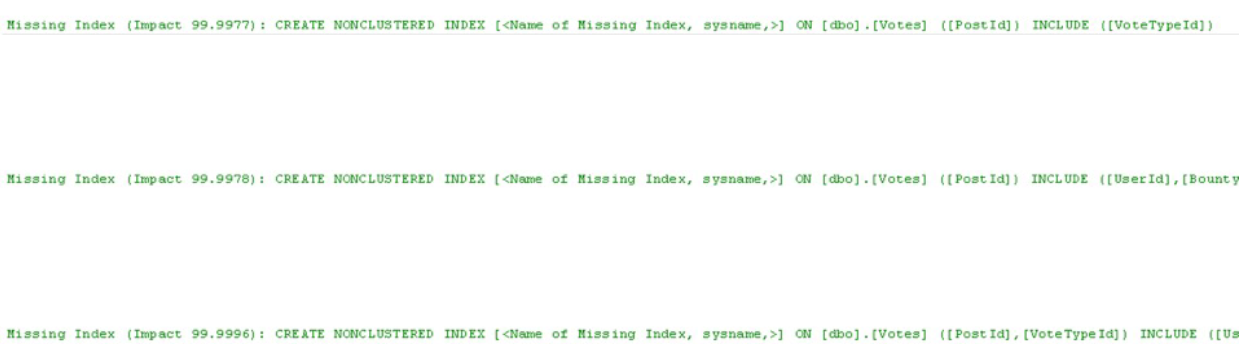 Missing Index (Impact 99.9977): CREATE NONCLUSTERED INDEX [<Name of Missing Index, sysname,>] ON [dbo].[Votes] ([PostId]) INCLUDE ([VoteTypeId])
Missing Index (Impact 99.9978): CREATE NONCLUSTERED INDEX [<Name of Missing Index, sysname,>] ON [dbo].[Votes] ([PostId]) INCLUDE ([UserId],[Bounty
Missing Index (Impact 99.9996): CREATE NONCLUSTERED INDEX [<Name of Missing Index, sysname,>] ON [dbo].[Votes] ([PostId],[VoteTypeId]) INCLUDE ([Us